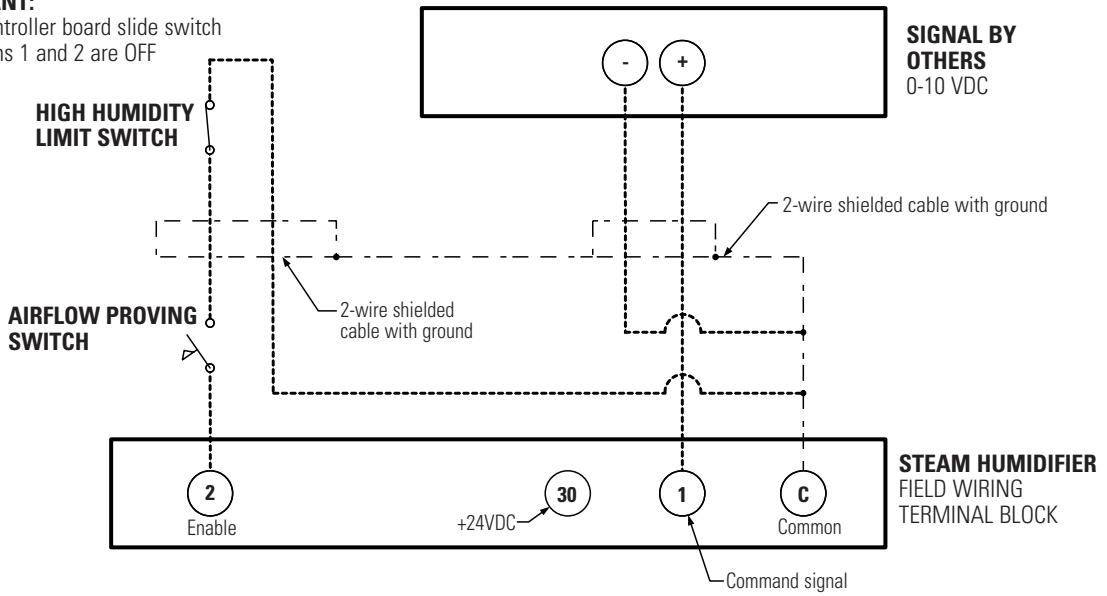 ntroller board slide switch
ns 1 and 2 are OFF
HIGH HUMIDITY
LIMIT SWITCH
- +
SIGNAL BY
OTHERS
0-10 VDC
2-wire shielded cable with ground
2-wire shielded
cable with ground
AIRFLOW PROVING
SWITCH
2
Enable
30
+24VDC
1
Command signal
C
Common
STEAM HUMIDIFIER
FIELD WIRING
TERMINAL BLOCK